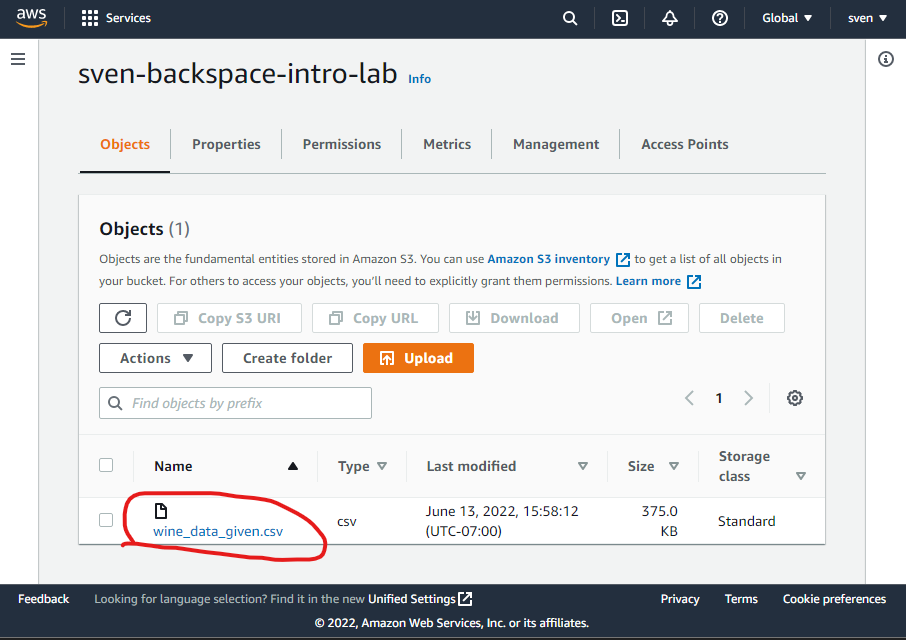 aws Services Global ▼ sven ▼
sven-backspace-intro-lab Info
Objects Properties Permissions Metrics Management Access Points
Objects (1)
Objects are the fundamental entities stored in Amazon S3. You can use Amazon S3 inventory to get a list of all objects in
your bucket. For others to access your objects, you'll need to explicitly grant them permissions. Learn more
Copy S3 URI Copy URL Download Open Delete
Actions ▼ Create folder Upload
Find objects by prefix 1
Name Type Last modified Size Storage
class
wine_data_given.csv csv June 13, 2022, 15:58:12
(UTC-07:00) 375.0
KB Standard
Feedback Looking for language selection? Find it in the new Unified Settings Privacy Terms Cookie preferences
© 2022, Amazon Web Services, Inc. or its affiliates.